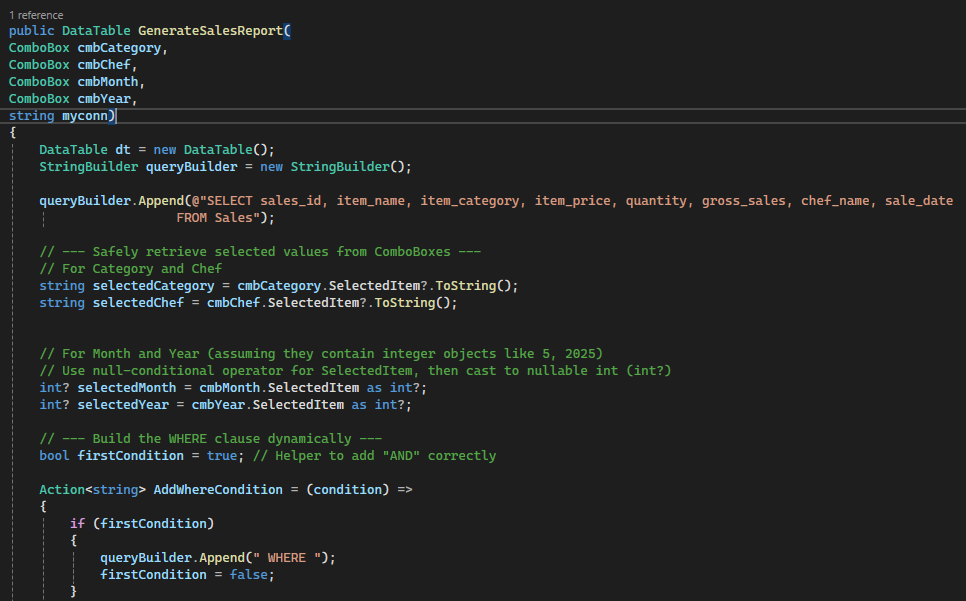 1 reference
public DataTable GenerateSalesReport(
ComboBox cmbCategory,
ComboBox cmbChef,
ComboBox cmbMonth,
ComboBox cmbYear,
string myconn)
{
    DataTable dt = new DataTable();
    StringBuilder queryBuilder = new StringBuilder();

    queryBuilder.Append(@"SELECT sales_id, item_name, item_category, item_price, quantity, gross_sales, chef_name, sale_date
                      FROM Sales");

    // --- Safely retrieve selected values from ComboBoxes ---
    // For Category and Chef
    string selectedCategory = cmbCategory.SelectedItem?.ToString();
    string selectedChef = cmbChef.SelectedItem?.ToString();


    // For Month and Year (assuming they contain integer objects like 5, 2025)
    // Use null-conditional operator for SelectedItem, then cast to nullable int (int?)
    int? selectedMonth = cmbMonth.SelectedItem as int?;
    int? selectedYear = cmbYear.SelectedItem as int?;

    // --- Build the WHERE clause dynamically ---
    bool firstCondition = true; // Helper to add "AND" correctly

    Action<string> AddWhereCondition = (condition) =>
    {
        if (firstCondition)
        {
            queryBuilder.Append(" WHERE ");
            firstCondition = false;
        }